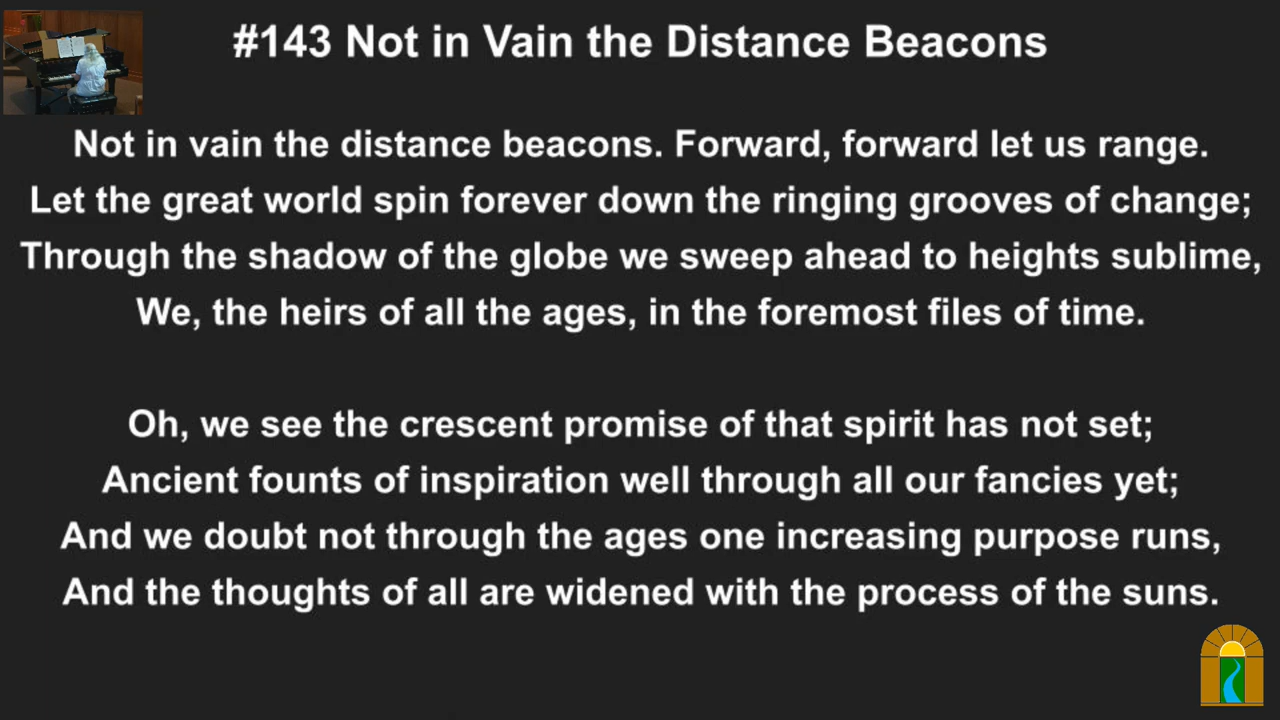 #143 Not in Vain the Distance Beacons
Not in vain the distance beacons. Forward, forward let us range.
Let the great world spin forever down the ringing grooves of change;
Through the shadow of the globe we sweep ahead to heights sublime,
We, the heirs of all the ages, in the foremost files of time.
Oh, we see the crescent promise of that spirit has not set;
Ancient founts of inspiration well through all our fancies yet;
And we doubt not through the ages one increasing purpose runs,
And the thoughts of all are widened with the process of the suns.